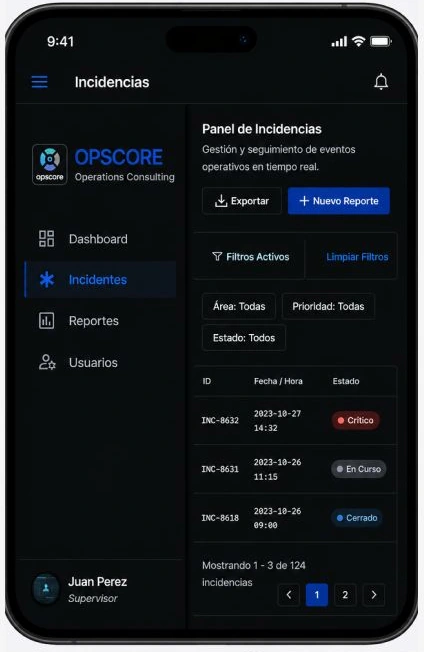 9:41
Incidencias
opscore
OPSCORE
Operations Consulting
Dashboard
Incidentes
Reportes
Usuarios
Juan Perez
Supervisor
Panel de Incidencias
Gestión y seguimiento de eventos
operativos en tiempo real.
Exportar
+ Nuevo Reporte
Filtros Activos
Limpiar Filtros
Área: Todas
Prioridad: Todas
Estado: Todos
ID Fecha / Hora Estado
INC-8632 2023-10-27 14:32 Crítico
INC-8631 2023-10-26 11:15 En Curso
INC-8618 2023-10-26 09:00 Cerrado
Mostrando 1 - 3 de 124
incidencias
< 1 2 >